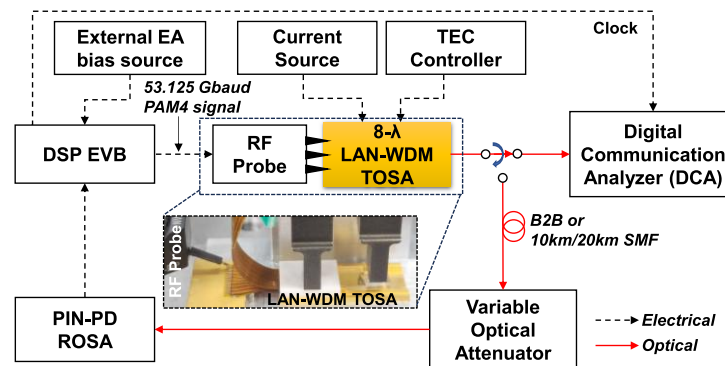 External EA
bias source
Current
Source
TEC
Controller
Clock
53.125 Gbaud
PAM4 signal
DSP EVB
RF
Probe
8-λ
LAN-WDM
TOSA
Digital
Communication
Analyzer (DCA)
B2B or
10km/20km SMF
RF Probe
LAN-WDM TOSA
PIN-PD
ROSA
Variable
Optical
Attenuator
Electrical
Optical